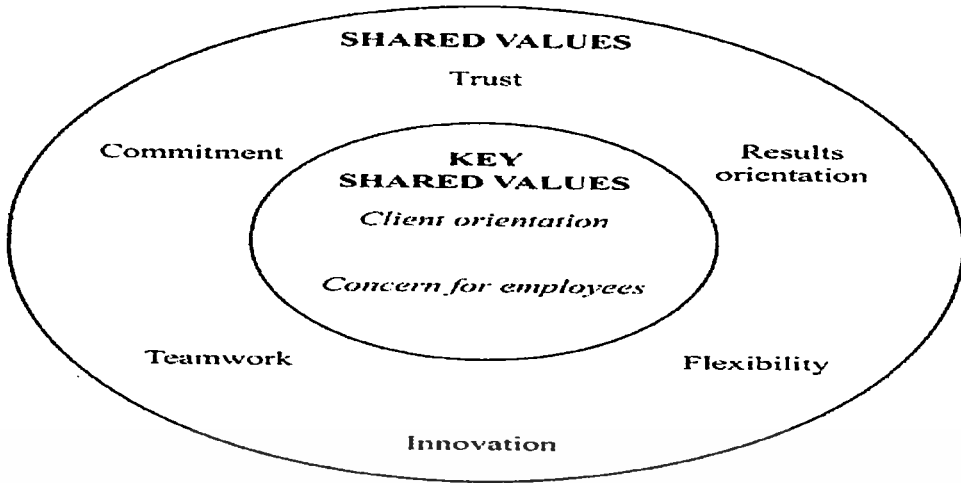 SHARED VALUES
Trust
Commitment
Results
orientation
KEY
SHARED VALUES
Client orientation
Concern for employees
Teamwork
Flexibility
Innovation